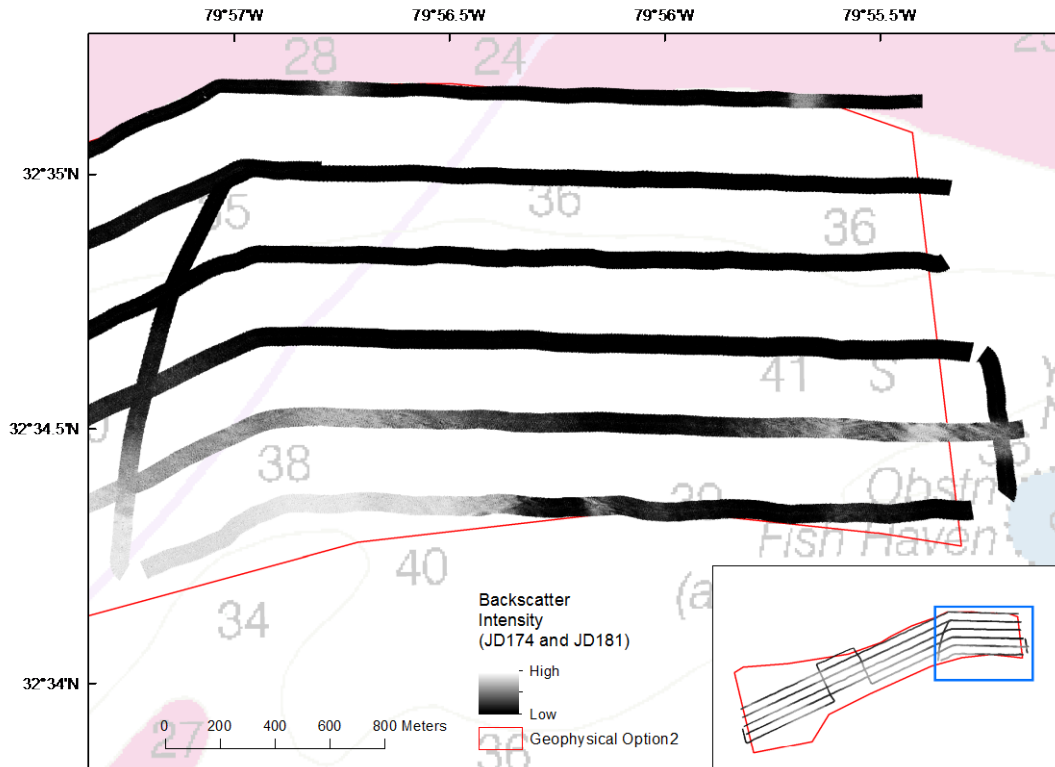 79°57'W 79°56.5'W 79°56'W 79°55.5'W
28 24
32°35'N
35 36 36
41 S
32°34.5'N
38 36
39 Obstn
Fish Haven
40
(a
34
Backscatter
Intensity
(JD174 and JD181)
High
Low
Geophysical Option2
32°34'N
0 200 400 600 800 Meters
27
36